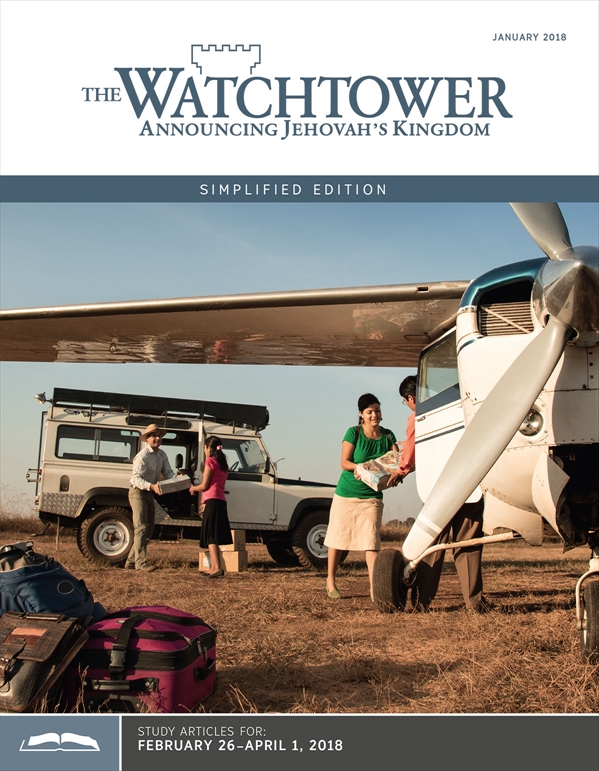 JANUARY 2018
THE WATCHTOWER
ANNOUNCING JEHOVAH'S KINGDOM
SIMPLIFIED EDITION
STUDY ARTICLES FOR:
FEBRUARY 26–APRIL 1, 2018